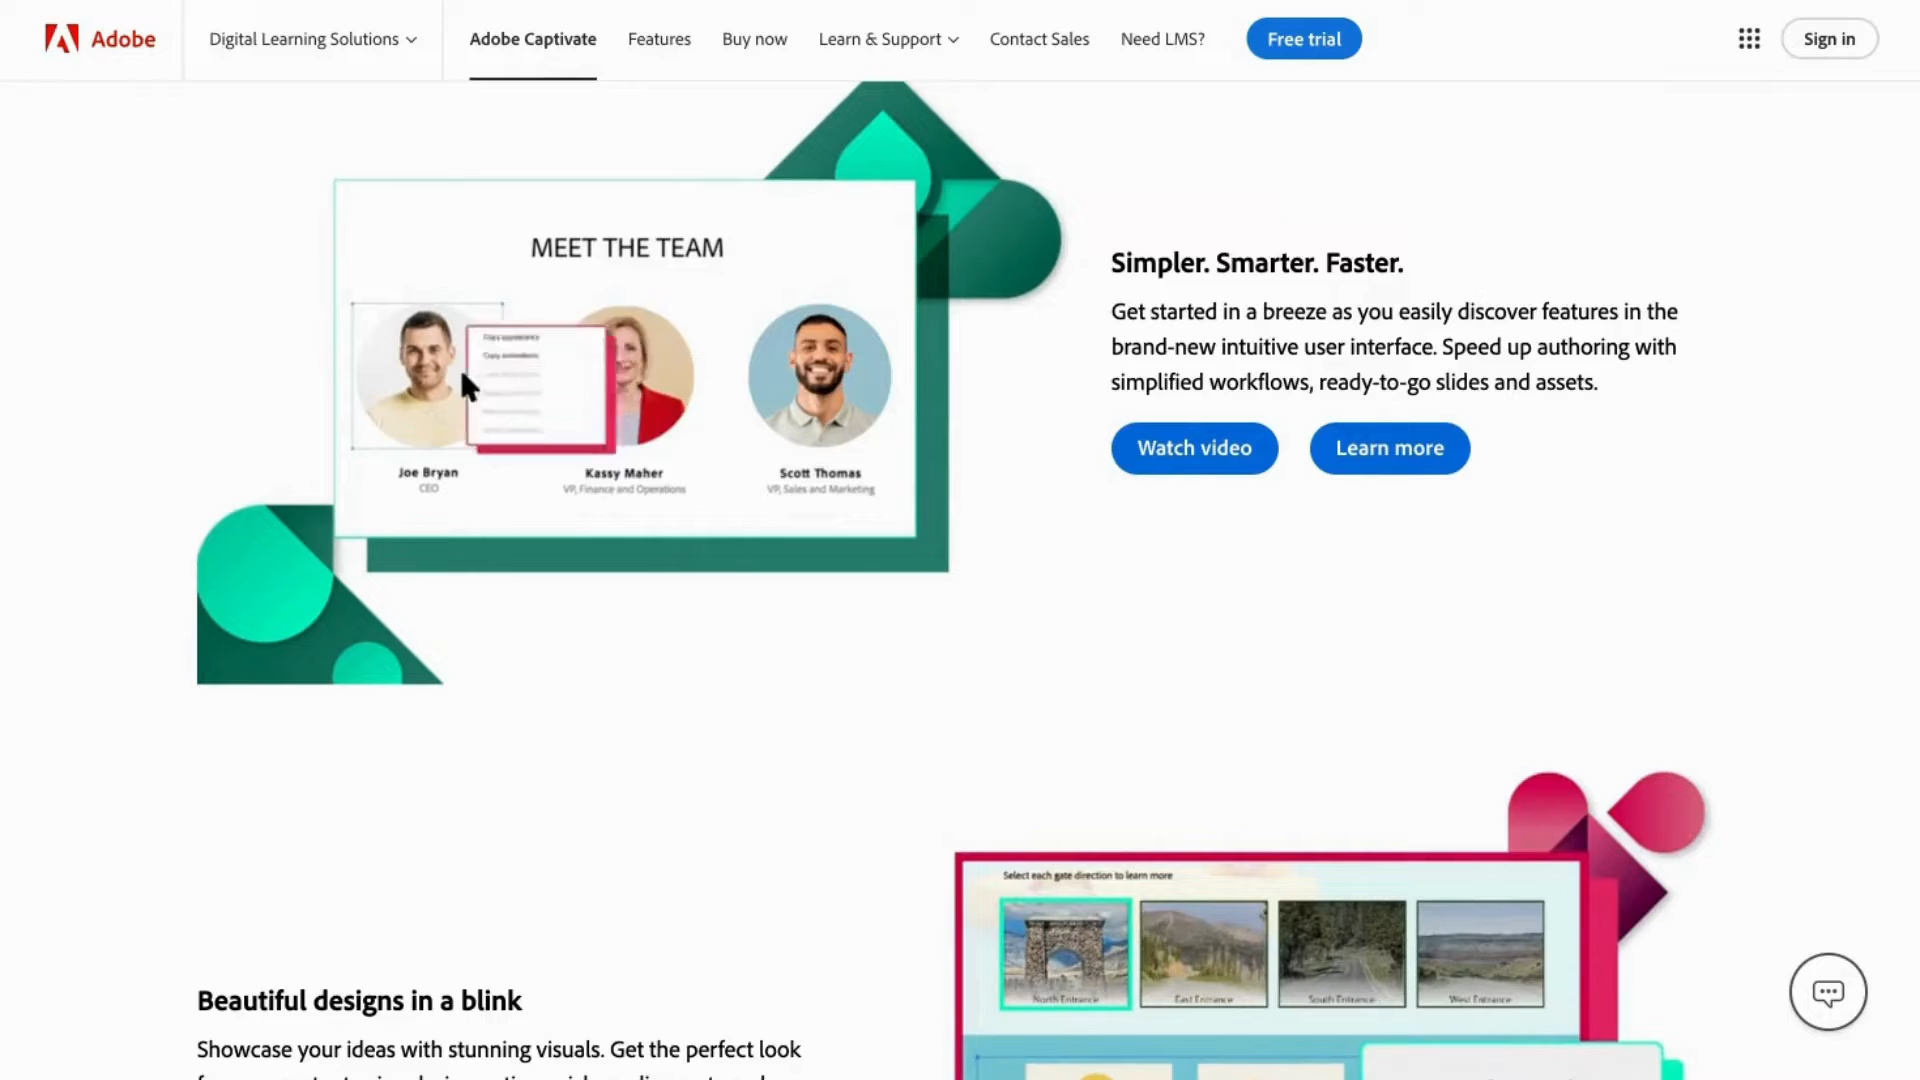 Adobe
Digital Learning Solutions
Adobe Captivate
Features
Buy now
Learn & Support
Contact Sales
Need LMS?
Free trial
Sign in
MEET THE TEAM
Copy appearance
Copy animations
Joe Bryan
CEO
Kassy Maher
VP, Finance and Operations
Scott Thomas
VP, Sales and Marketing
Simpler. Smarter. Faster.
Get started in a breeze as you easily discover features in the
brand-new intuitive user interface. Speed up authoring with
simplified workflows, ready-to-go slides and assets.
Watch video
Learn more
Select each gate direction to learn more
North Entrance
East Entrance
South Entrance
West Entrance
Beautiful designs in a blink
Showcase your ideas with stunning visuals. Get the perfect look